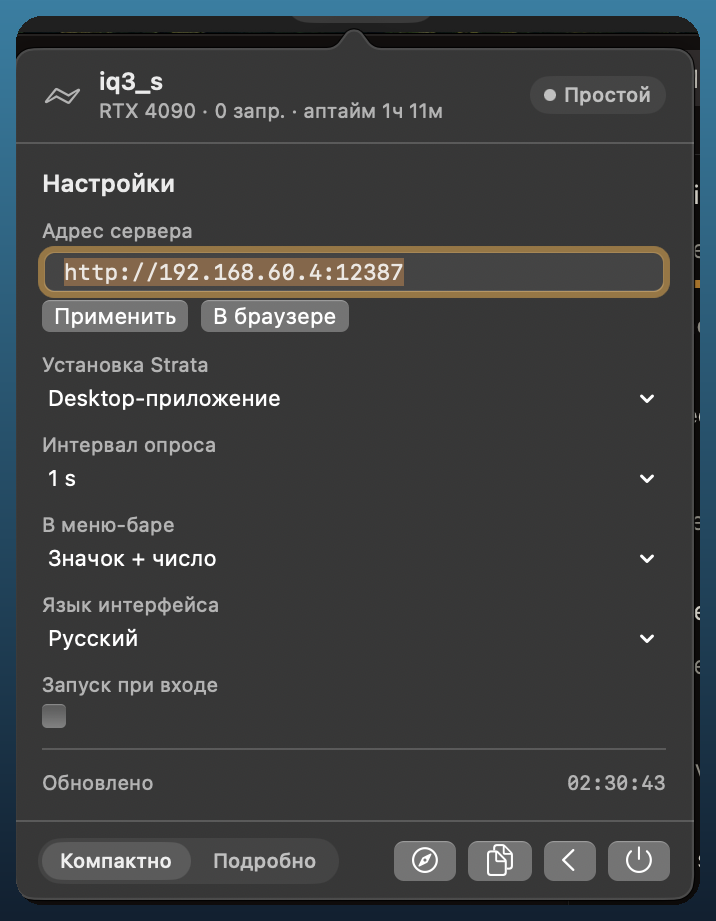 iq3_s
RTX 4090 · 0 запр. · аптайм 1ч 11м
Простой
Настройки
Адрес сервера
http://192.168.60.4:12387
Применить
В браузере
Установка Strata
Desktop-приложение
Интервал опроса
1 s
В меню-баре
Значок + число
Язык интерфейса
Русский
Запуск при входе
Обновлено
02:30:43
Компактно
Подробно